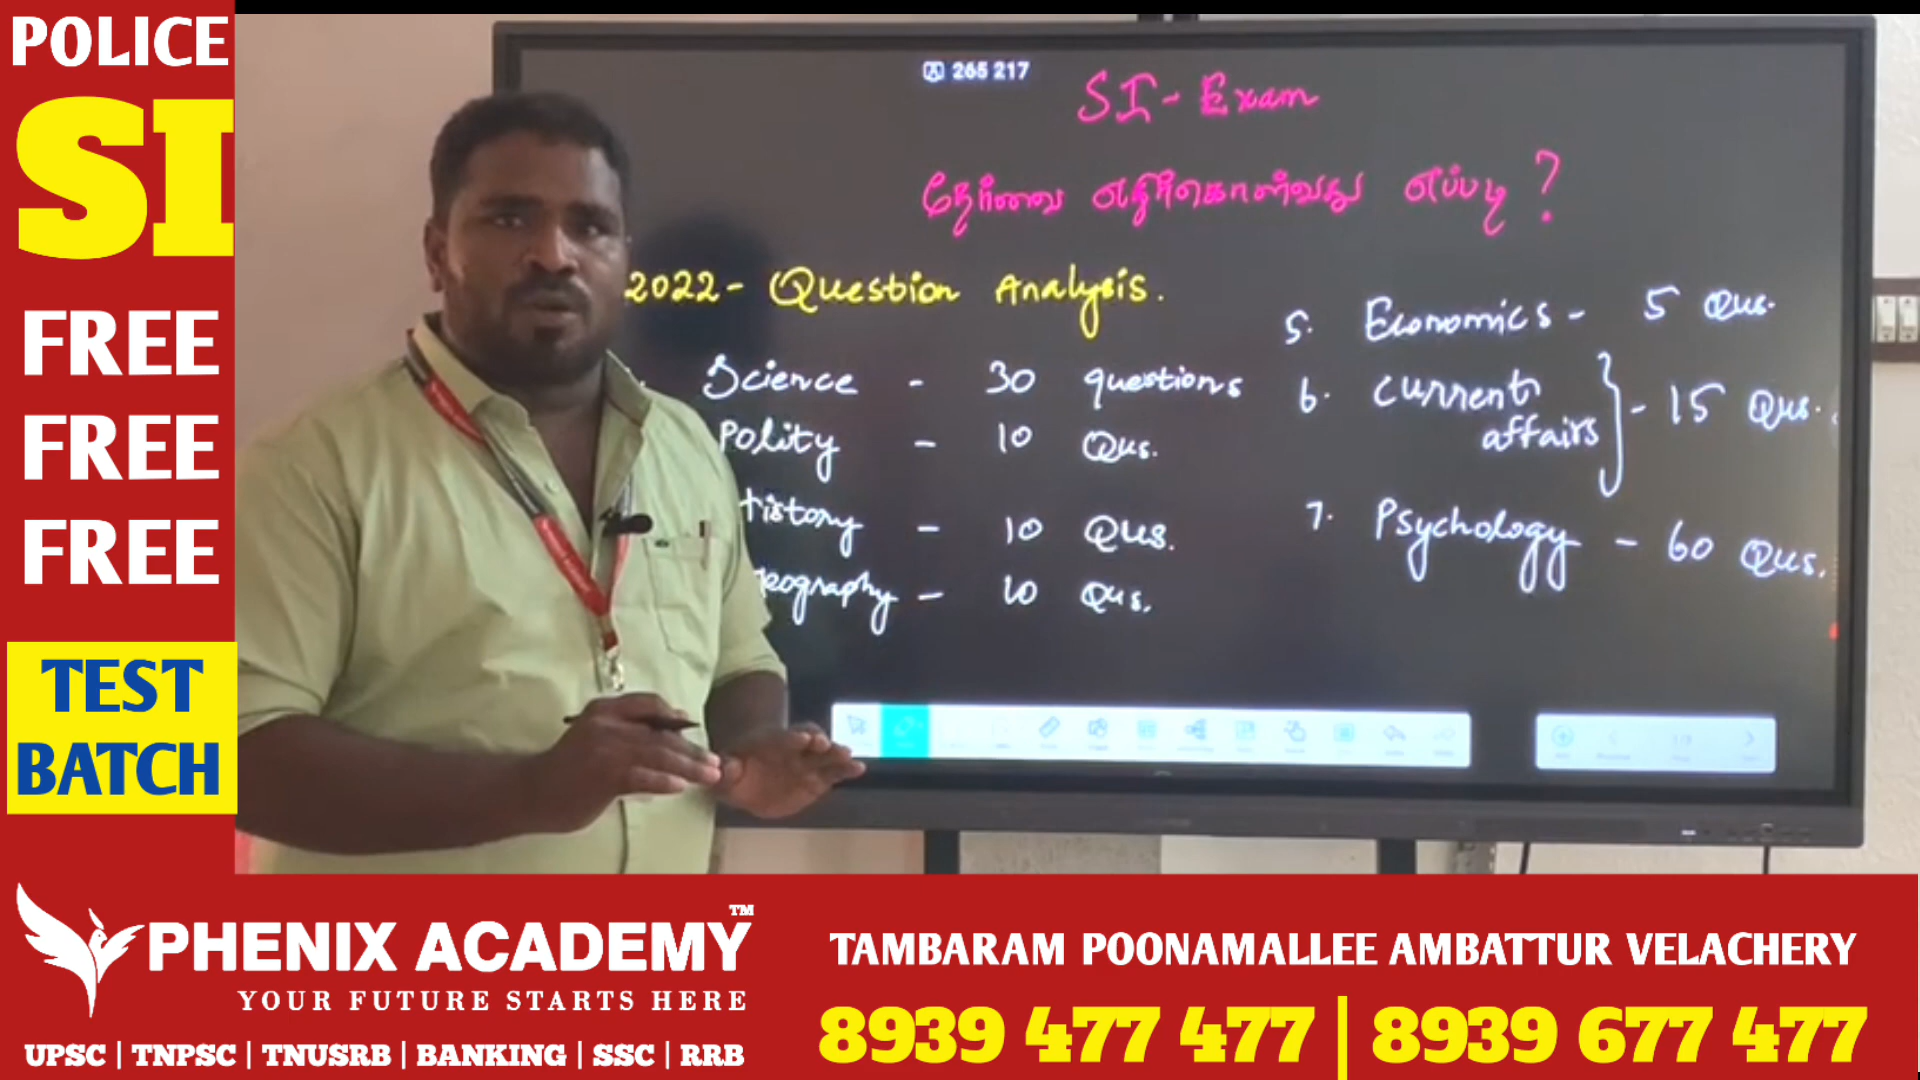 POLICE
SI
FREE
FREE
FREE
TEST
BATCH
265 217
SI - Exam
தேர்வை எதிர்கொள்வது எப்படி ?
2022 - Question Analysis.
Science - 30 questions
Polity - 10 Qus.
History - 10 Qus.
Geography - 10 Qus.
5. Economics - 5 Qus.
6. Current
affairs } - 15 Qus.
7. Psychology - 60 Qus.
PHENIX ACADEMY™
YOUR FUTURE STARTS HERE
UPSC | TNPSC | TNUSRB | BANKING | SSC | RRB
TAMBARAM POONAMALLEE AMBATTUR VELACHERY
8939 477 477 | 8939 677 477